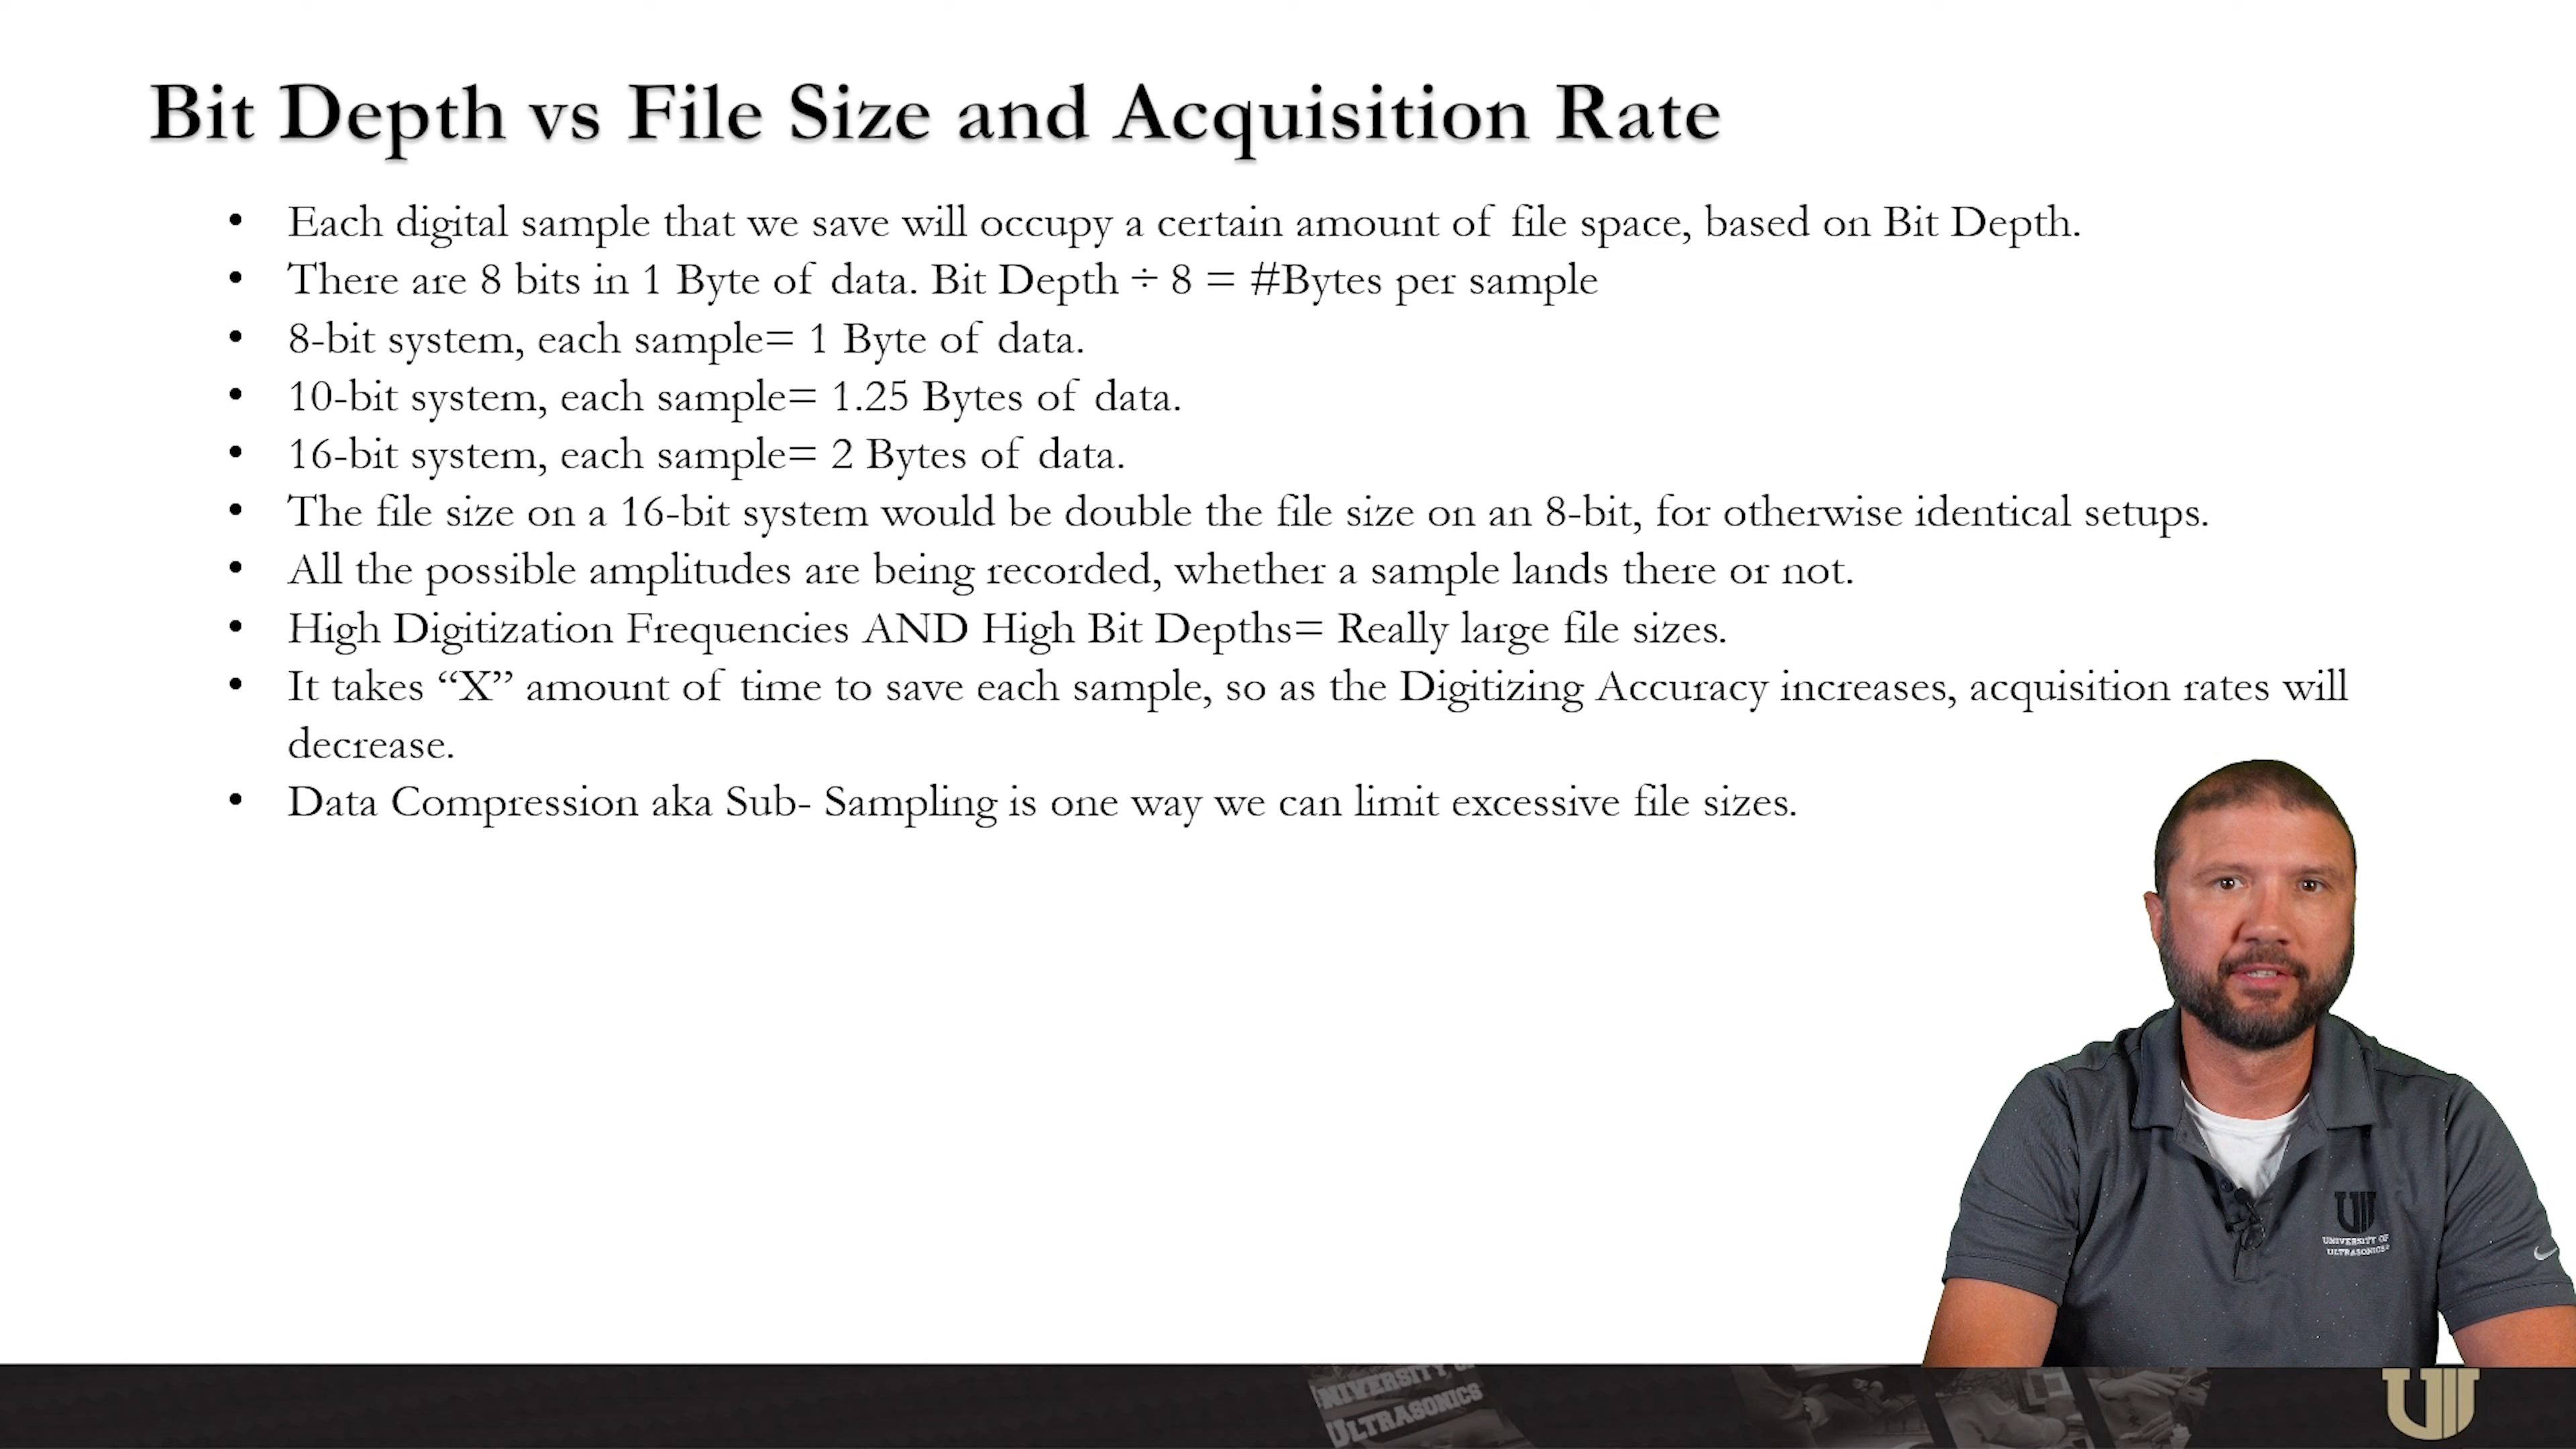 Bit Depth vs File Size and Acquisition Rate
• Each digital sample that we save will occupy a certain amount of file space, based on Bit Depth.
• There are 8 bits in 1 Byte of data. Bit Depth ÷ 8 = #Bytes per sample
• 8-bit system, each sample= 1 Byte of data.
• 10-bit system, each sample= 1.25 Bytes of data.
• 16-bit system, each sample= 2 Bytes of data.
• The file size on a 16-bit system would be double the file size on an 8-bit, for otherwise identical setups.
• All the possible amplitudes are being recorded, whether a sample lands there or not.
• High Digitization Frequencies AND High Bit Depths= Really large file sizes.
• It takes “X” amount of time to save each sample, so as the Digitizing Accuracy increases, acquisition rates will
decrease.
• Data Compression aka Sub- Sampling is one way we can limit excessive file sizes.
UNIVERSITY OF
ULTRASONICS
ULTRASONICS